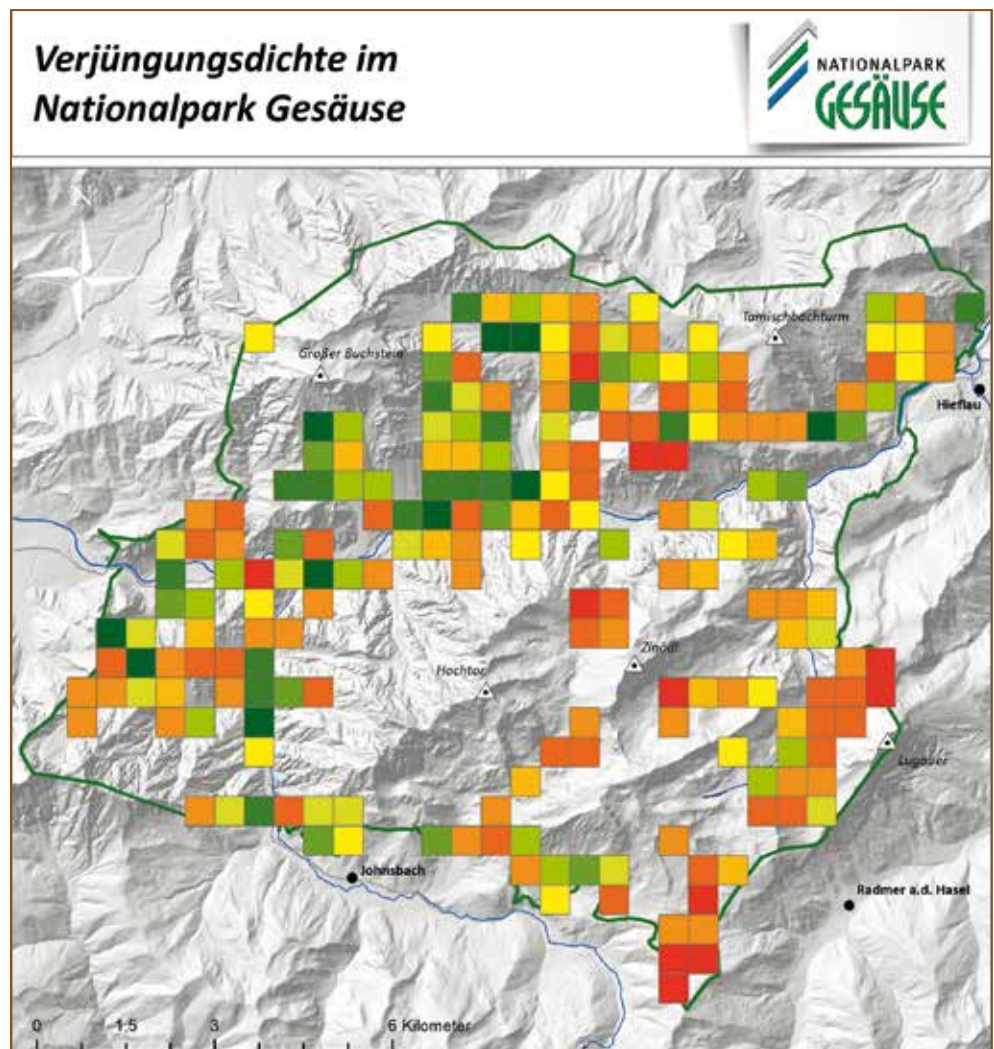 Verjüngungsdichte im
Nationalpark Gesäuse
NATIONALPARK
GESÄUSE
Tamischbachturm
Großer Buchstein
Hieflau
Zinödl
Hochtor
Lugauer
Johnsbach
Radmer a.d. Hasel
0 1.5 3 6 Kilometer